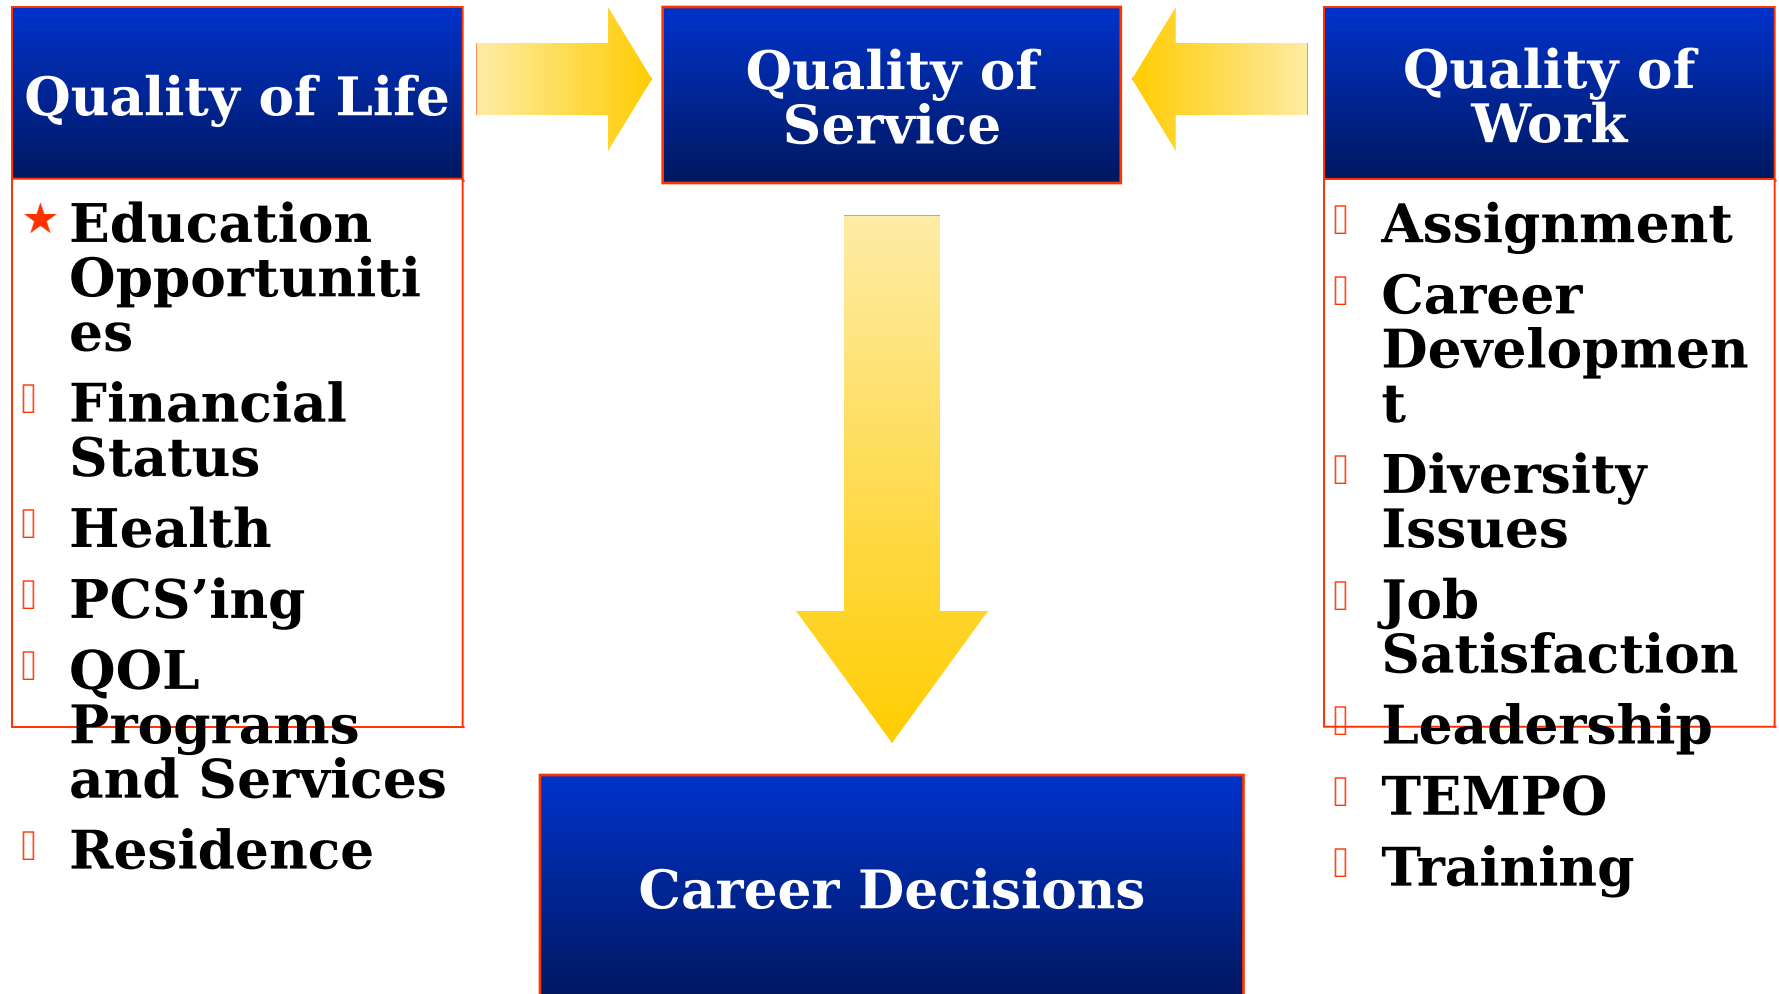 Quality of Life
★ Education
Opportuniti
es
Financial
Status
Health
PCS’ing
QOL
Programs
and Services
Residence
Quality of
Service
Career Decisions
Quality of
Work
Assignment
Career
Developmen
t
Diversity
Issues
Job
Satisfaction
Leadership
TEMPO
Training